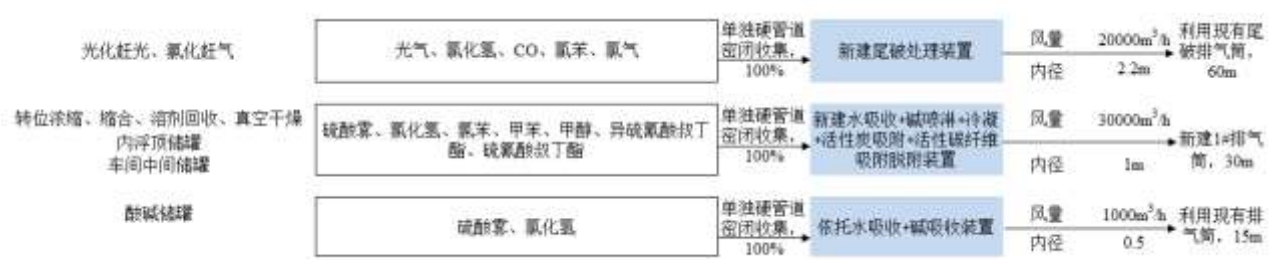 光化赶光、氯化赶气
光气、氯化氢、CO、氯苯、氯气
单独硬管道
密闭收集,
100%
新建尾破处理装置
风量 20000m³/h
内径 2.2m
利用现有尾
破排气筒,
60m
转位浓缩、缩合、溶剂回收、真空干燥
内浮顶储罐
车间中间储罐
硫酸雾、氯化氢、氯苯、甲苯、甲醇、异硫氰酸叔丁
酯、硫氰酸叔丁酯
单独硬管道
密闭收集,
100%
新建水吸收+碱喷淋+冷凝
+活性炭吸附+活性碳纤维
吸附脱附装置
风量 30000m³/h
内径 1m
新建1#排气
筒, 30m
酸碱储罐
硫酸雾、氯化氢
单独硬管道
密闭收集,
100%
依托水吸收+碱吸收装置
风量 1000m³/h
内径 0.5
利用现有排
气筒, 15m